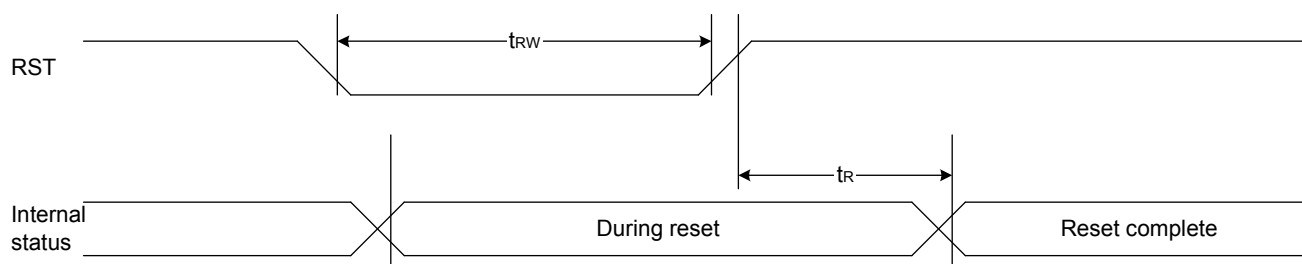 tRW
RST
tR
Internal
status
During reset
Reset complete